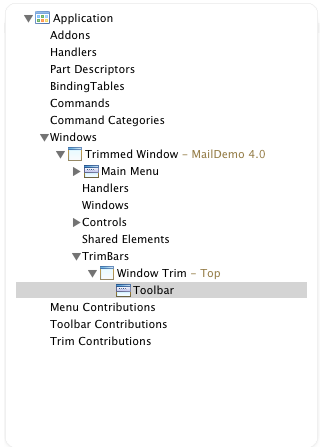 Application
Addons
Handlers
Part Descriptors
BindingTables
Commands
Command Categories
Windows
Trimmed Window – MailDemo 4.0
Main Menu
Handlers
Windows
Controls
Shared Elements
TrimBars
Window Trim – Top
Toolbar
Menu Contributions
Toolbar Contributions
Trim Contributions